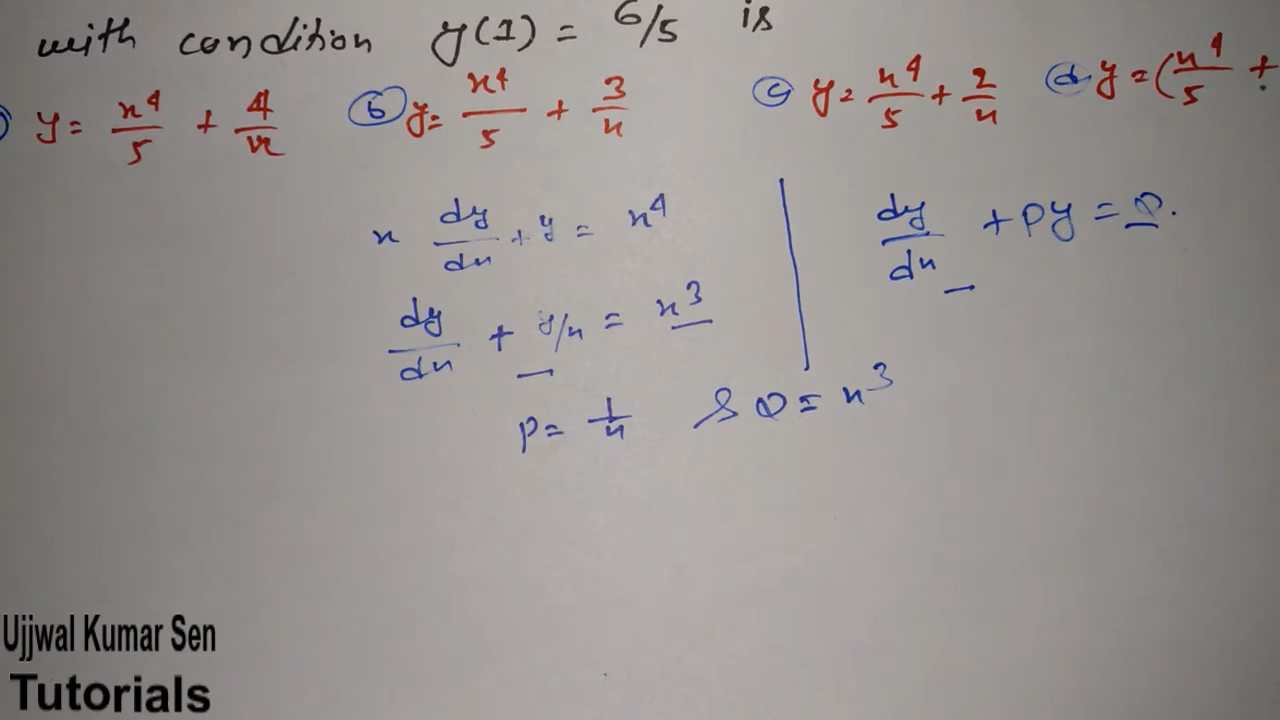 with condition y(1) = 6/5 is
) y = x⁴/5 + 4/x (b) y = x⁴/5 + 3/x (c) y = x⁴/5 + 2/x (d) y = (x⁴/5 +
x dy/dx + y = x⁴
dy/dx + y/x = x³
P = 1/x & Q = x³
dy/dx + Py = Q.
Ujjwal Kumar Sen
Tutorials